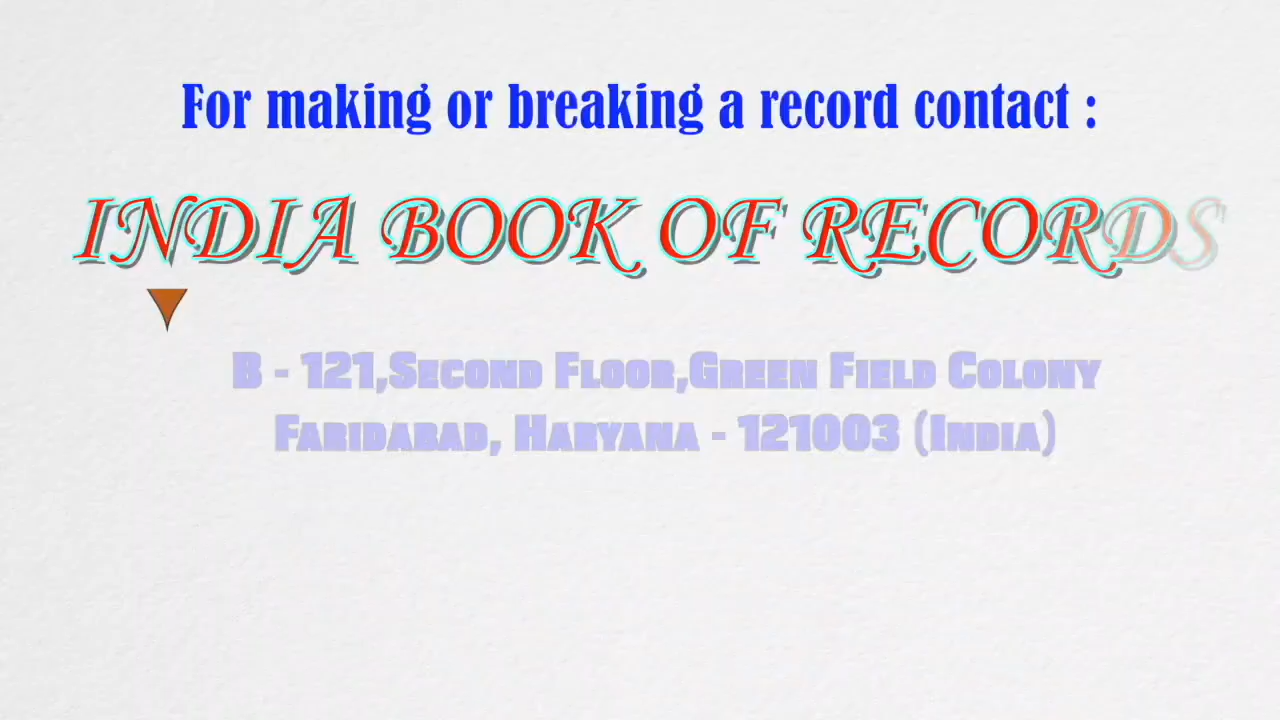 For making or breaking a record contact :
INDIA BOOK OF RECORDS
B - 121,Second Floor,Green Field Colony
Faridabad, Haryana - 121003 (India)